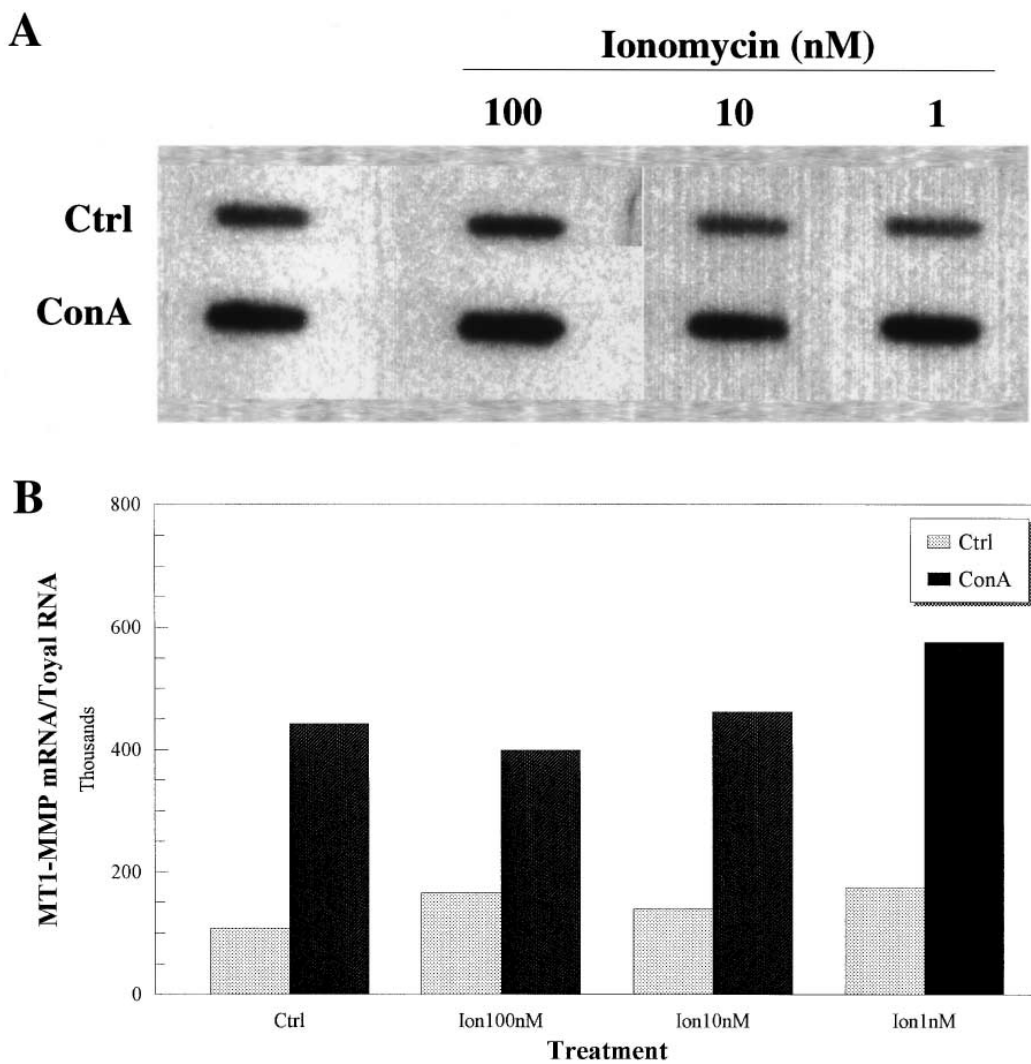 A
Ionomycin (nM)
100 10 1
Ctrl
ConA
B
MT1-MMP mRNA/Toyal RNA
Thousands
800
600
400
200
0
Ctrl
ConA
Ctrl Ion100nM Ion10nM Ion1nM
Treatment